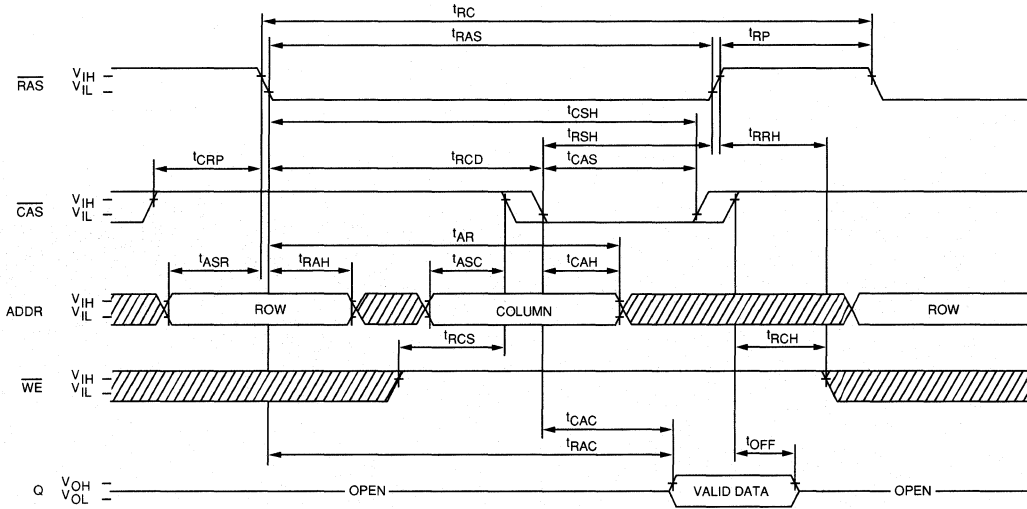 tRC
tRAS
tRP
RAS
VIH
VIL
tCSH
tRSH
tRRH
tCRP
tRCD
tCAS
CAS
VIH
VIL
tAR
tASR
tRAH
tASC
tCAH
ADDR
VIH
VIL
ROW
COLUMN
ROW
tRCS
tRCH
WE
VIH
VIL
tCAC
tRAC
tOFF
Q
VOH
VOL
OPEN
VALID DATA
OPEN